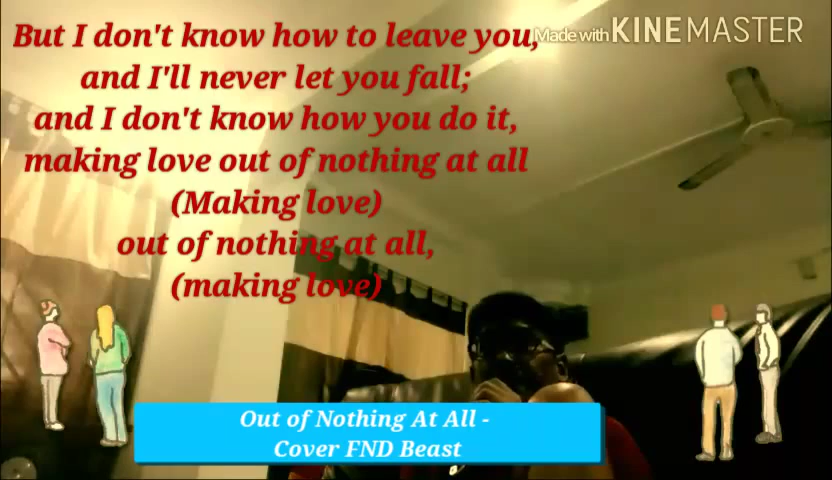 Made with KINEMASTER
But I don't know how to leave you,
and I'll never let you fall;
and I don't know how you do it,
making love out of nothing at all
(Making love)
out of nothing at all,
(making love)
Out of Nothing At All -
Cover FND Beast